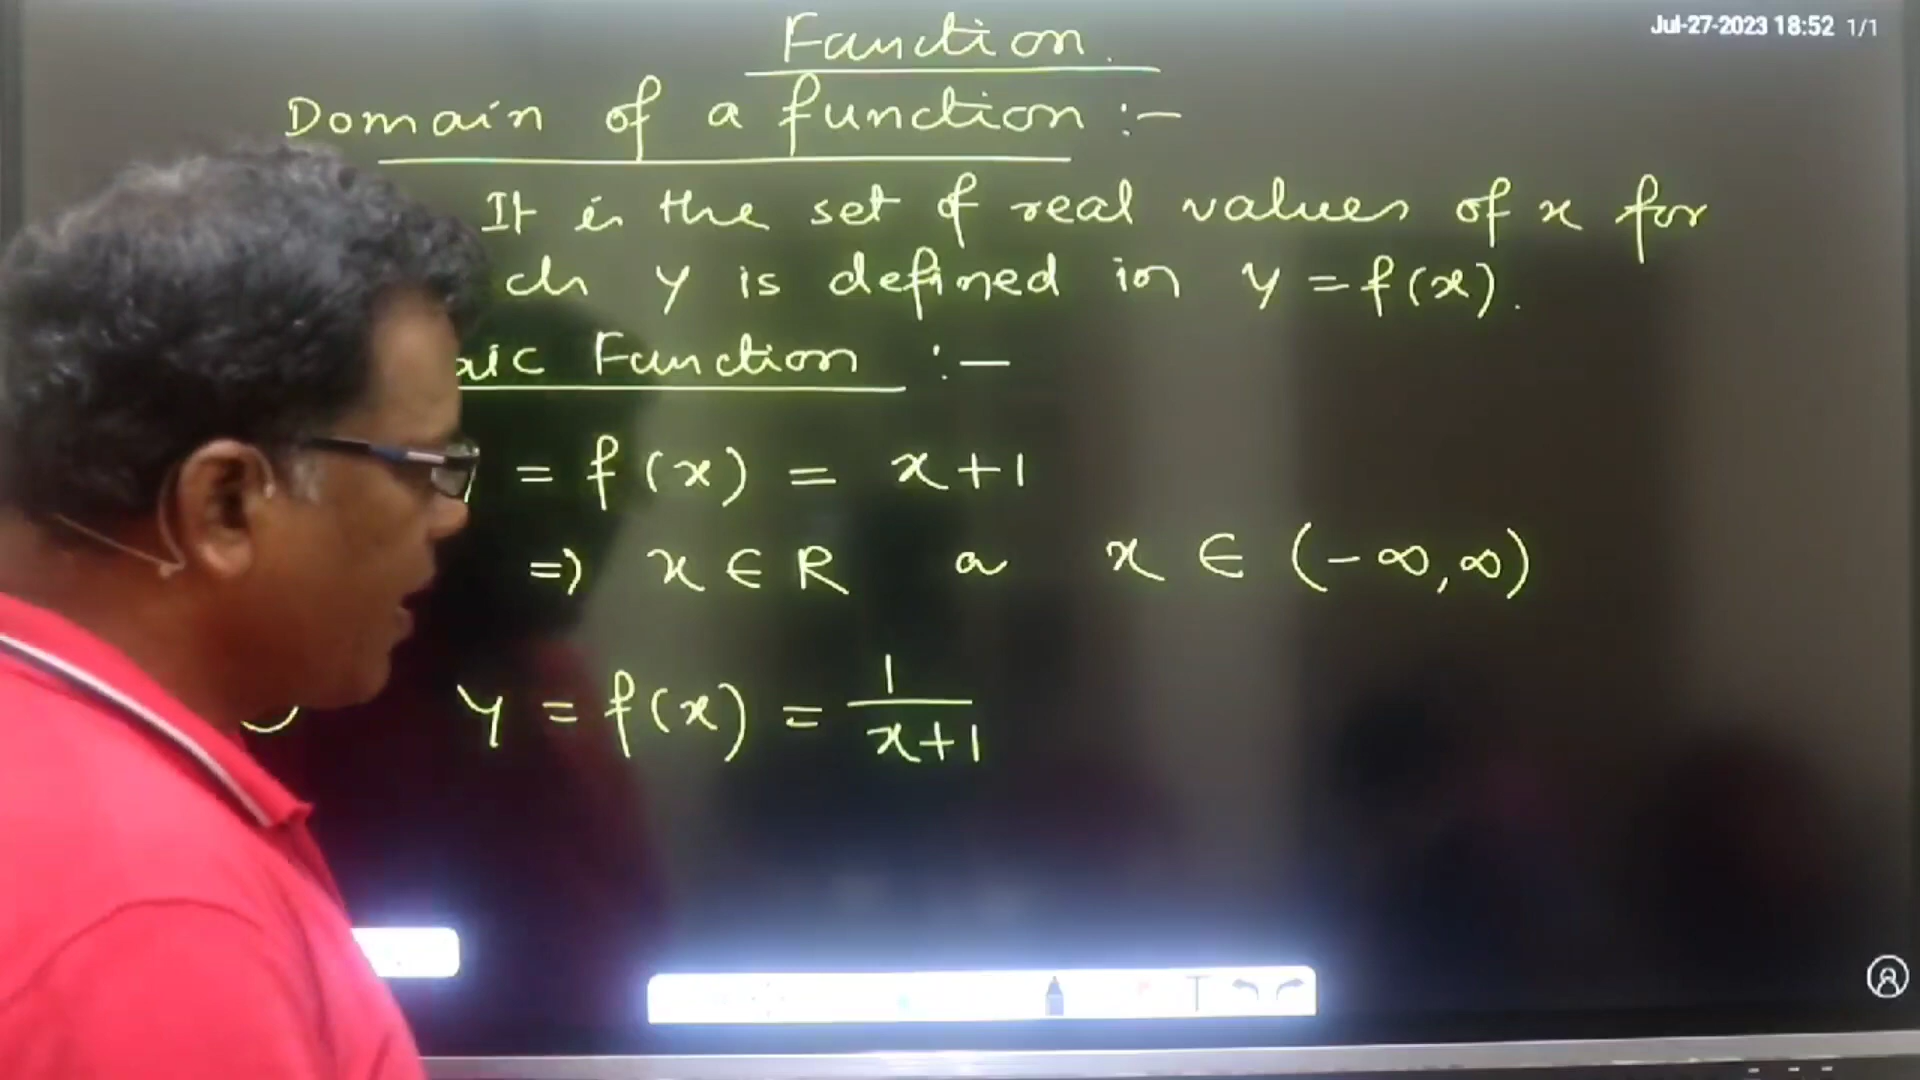 Jul-27-2023 18:52 1/1
Function.
Domain of a function :-
It is the set of real values of x for
y is defined in y = f(x).
Function :-
= f(x) = x+1
⇒ x ∈ R or x ∈ (-∞,∞)
y = f(x) = 1/(x+1)
T